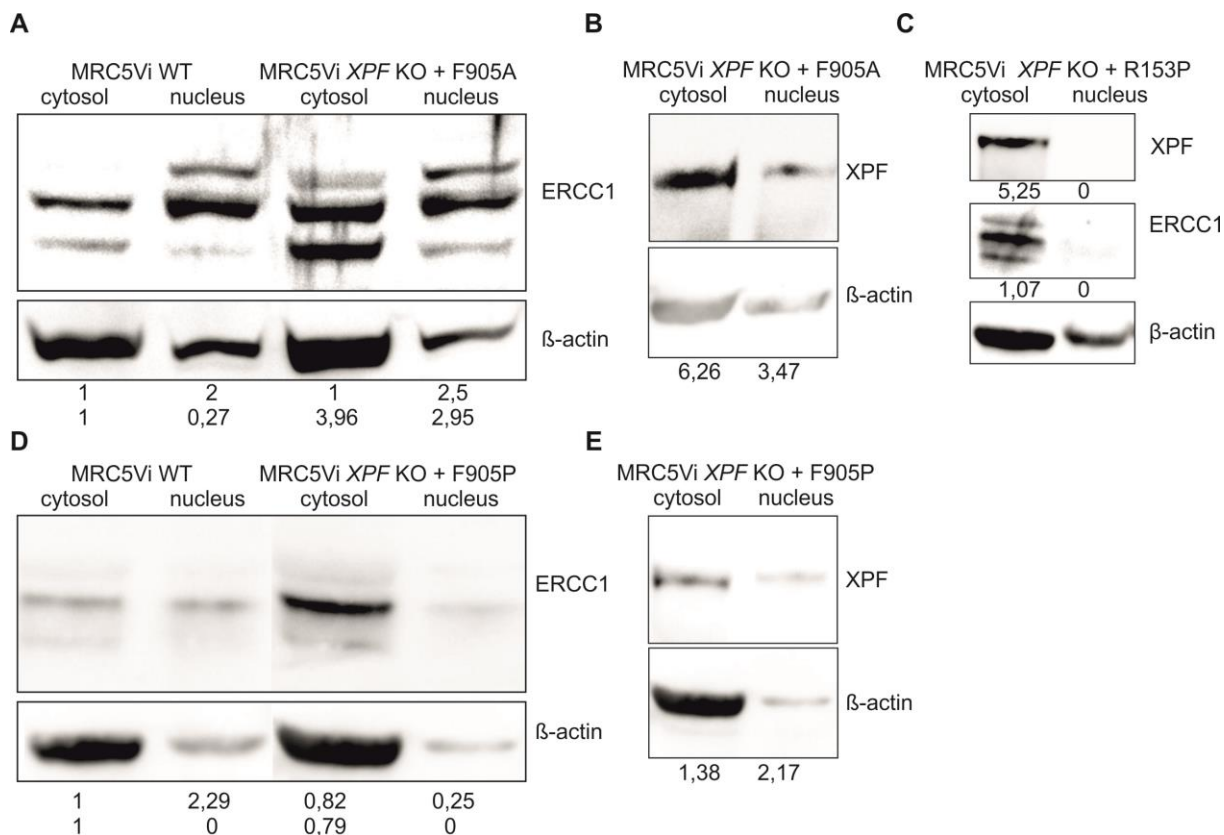 A
MRC5Vi WT MRC5Vi XPF KO + F905A
cytosol nucleus cytosol nucleus
ERCC1
ß-actin
1 2 1 2,5
1 0,27 3,96 2,95
B
MRC5Vi XPF KO + F905A
cytosol nucleus
XPF
ß-actin
6,26 3,47
C
MRC5Vi XPF KO + R153P
cytosol nucleus
XPF
5,25 0
ERCC1
1,07 0
β-actin
D
MRC5Vi WT MRC5Vi XPF KO + F905P
cytosol nucleus cytosol nucleus
ERCC1
ß-actin
1 2,29 0,82 0,25
1 0 0,79 0
E
MRC5Vi XPF KO + F905P
cytosol nucleus
XPF
ß-actin
1,38 2,17